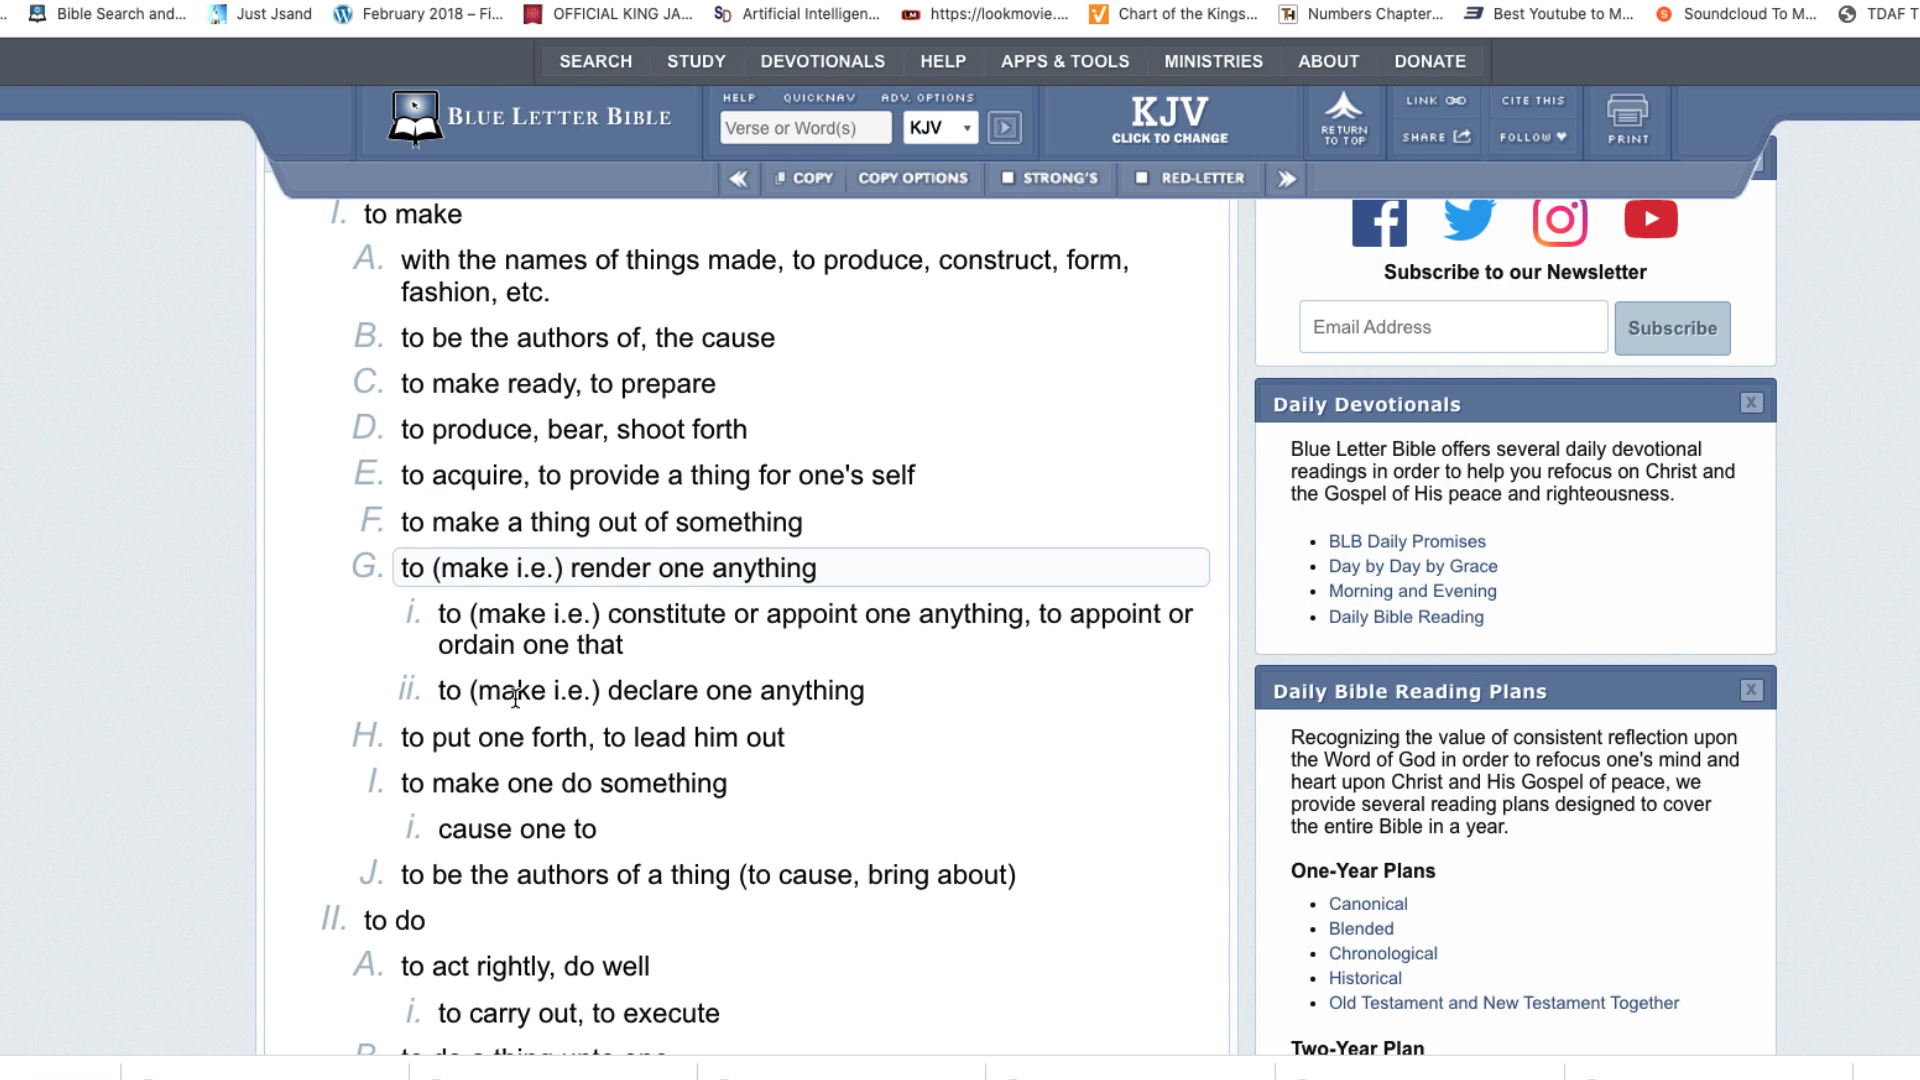 Bible Search and... Just Jsand February 2018 – Fi... OFFICIAL KING JA... Artificial Intelligen... https://lookmovie.... Chart of the Kings... Numbers Chapter... Best Youtube to M... Soundcloud To M... TDAF T
SEARCH STUDY DEVOTIONALS HELP APPS & TOOLS MINISTRIES ABOUT DONATE
HELP QUICKNAV ADV. OPTIONS
BLUE LETTER BIBLE
Verse or Word(s) KJV
KJV
CLICK TO CHANGE
RETURN
TO TOP
LINK CITE THIS
SHARE FOLLOW
PRINT
COPY COPY OPTIONS STRONG'S RED-LETTER
I. to make
A. with the names of things made, to produce, construct, form,
fashion, etc.
B. to be the authors of, the cause
C. to make ready, to prepare
D. to produce, bear, shoot forth
E. to acquire, to provide a thing for one's self
F. to make a thing out of something
G. to (make i.e.) render one anything
i. to (make i.e.) constitute or appoint one anything, to appoint or
ordain one that
ii. to (make i.e.) declare one anything
H. to put one forth, to lead him out
I. to make one do something
i. cause one to
J. to be the authors of a thing (to cause, bring about)
II. to do
A. to act rightly, do well
i. to carry out, to execute
B. to do a thing unto one
Subscribe to our Newsletter
Email Address Subscribe
Daily Devotionals X
Blue Letter Bible offers several daily devotional
readings in order to help you refocus on Christ and
the Gospel of His peace and righteousness.
• BLB Daily Promises
• Day by Day by Grace
• Morning and Evening
• Daily Bible Reading
Daily Bible Reading Plans X
Recognizing the value of consistent reflection upon
the Word of God in order to refocus one's mind and
heart upon Christ and His Gospel of peace, we
provide several reading plans designed to cover
the entire Bible in a year.
One-Year Plans
• Canonical
• Blended
• Chronological
• Historical
• Old Testament and New Testament Together
Two-Year Plan